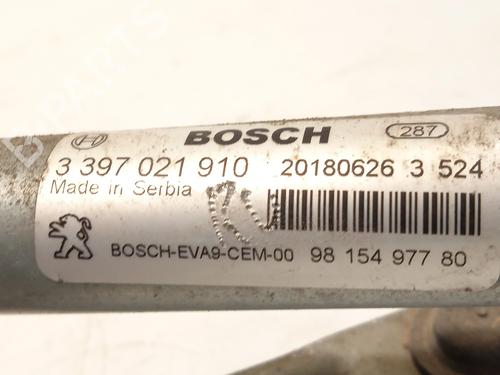 BOSCH 287
3 397 021 910 20180626 3 524
Made in Serbia
BOSCH-EVA9-CEM-00 98 154 977 80